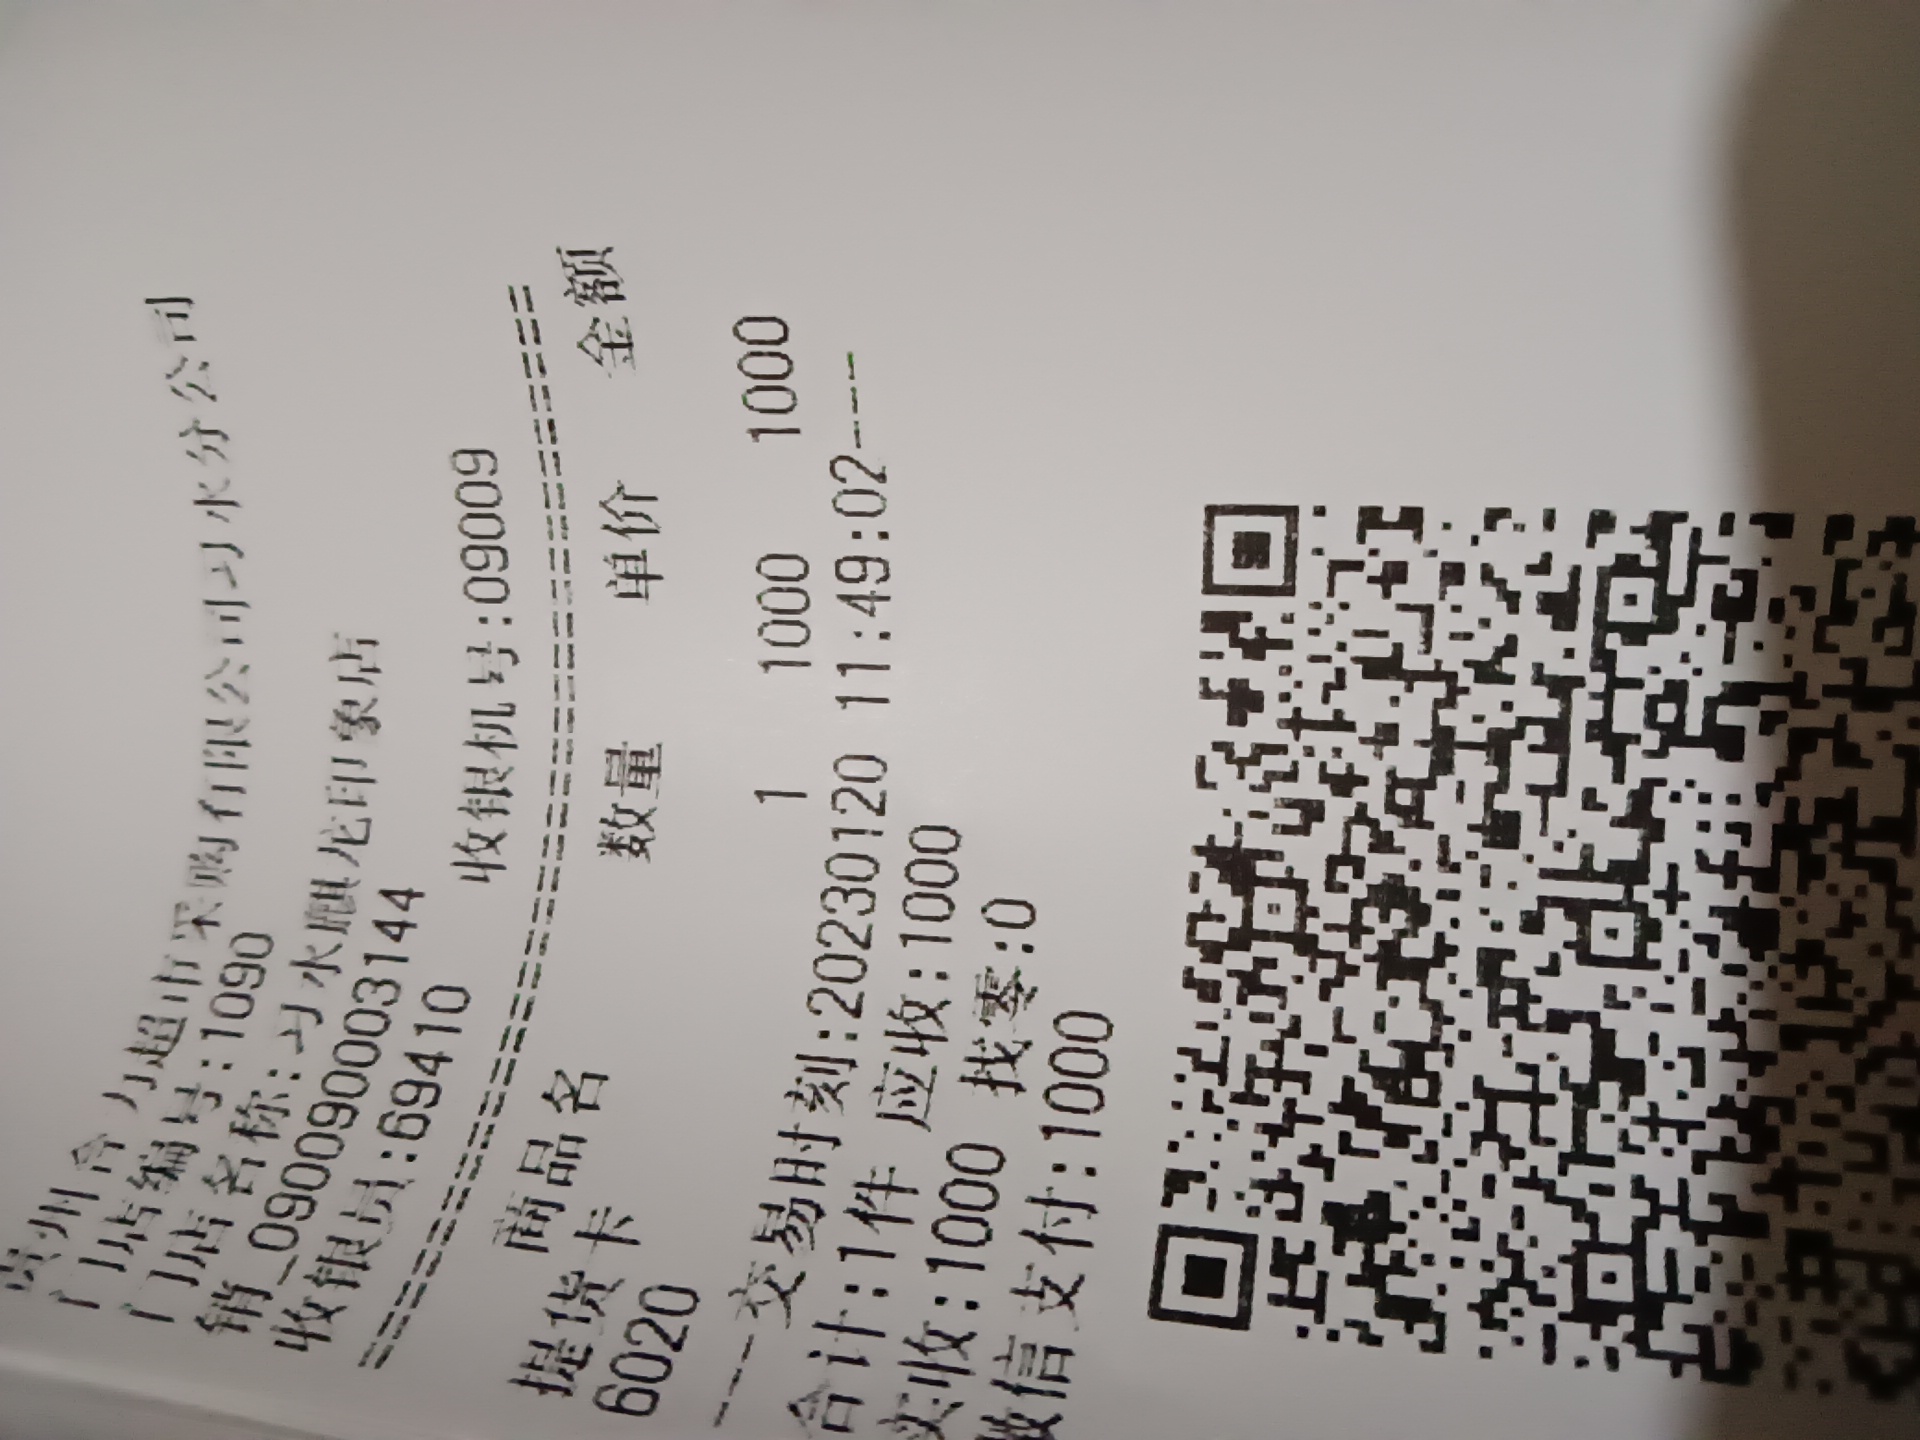 贵州合力超市采购有限公司习水分公司
门店编号:1090
门店名称:习水麒龙印象店
销_0900090003144
收银员:69410 收银机号:09009
商品名 数量 单价 金额
提货卡
6020 1 1000 1000
----交易时刻:20230120 11:49:02----
合计:1件 应收:1000
实收:1000 找零:0
微信支付:1000